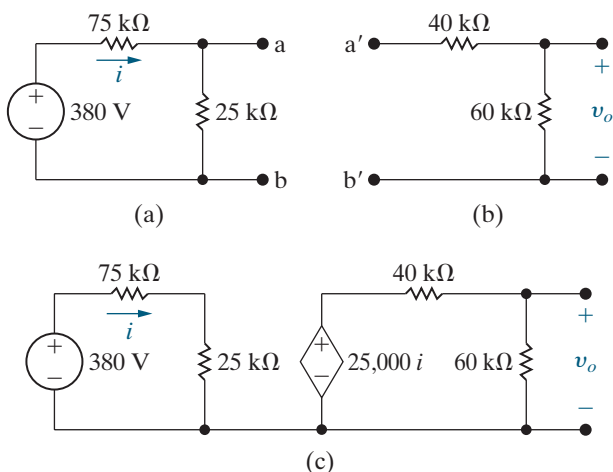 75 kΩ
i
+
−
380 V
25 kΩ
a
b
(a)
a′
40 kΩ
60 kΩ
+
v_o
−
b′
(b)
75 kΩ
i
+
−
380 V
25 kΩ
+
−
25,000 i
40 kΩ
60 kΩ
+
v_o
−
(c)